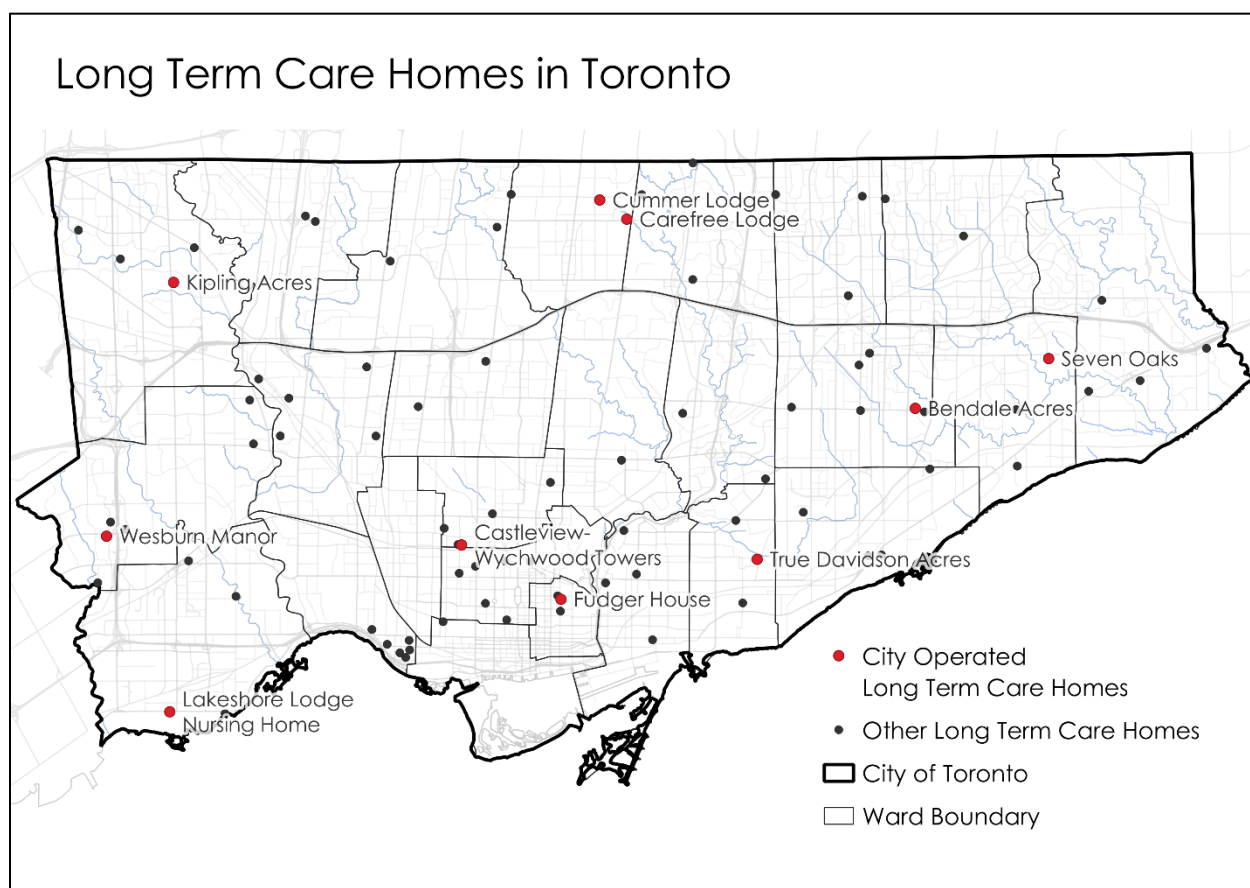 Long Term Care Homes in Toronto
Cummer Lodge
Carefree Lodge
Kipling Acres
Seven Oaks
Bendale Acres
Wesburn Manor
Castleview-
Wychwood Towers
True Davidson Acres
Fudger House
Lakeshore Lodge
Nursing Home
City Operated
Long Term Care Homes
Other Long Term Care Homes
City of Toronto
Ward Boundary